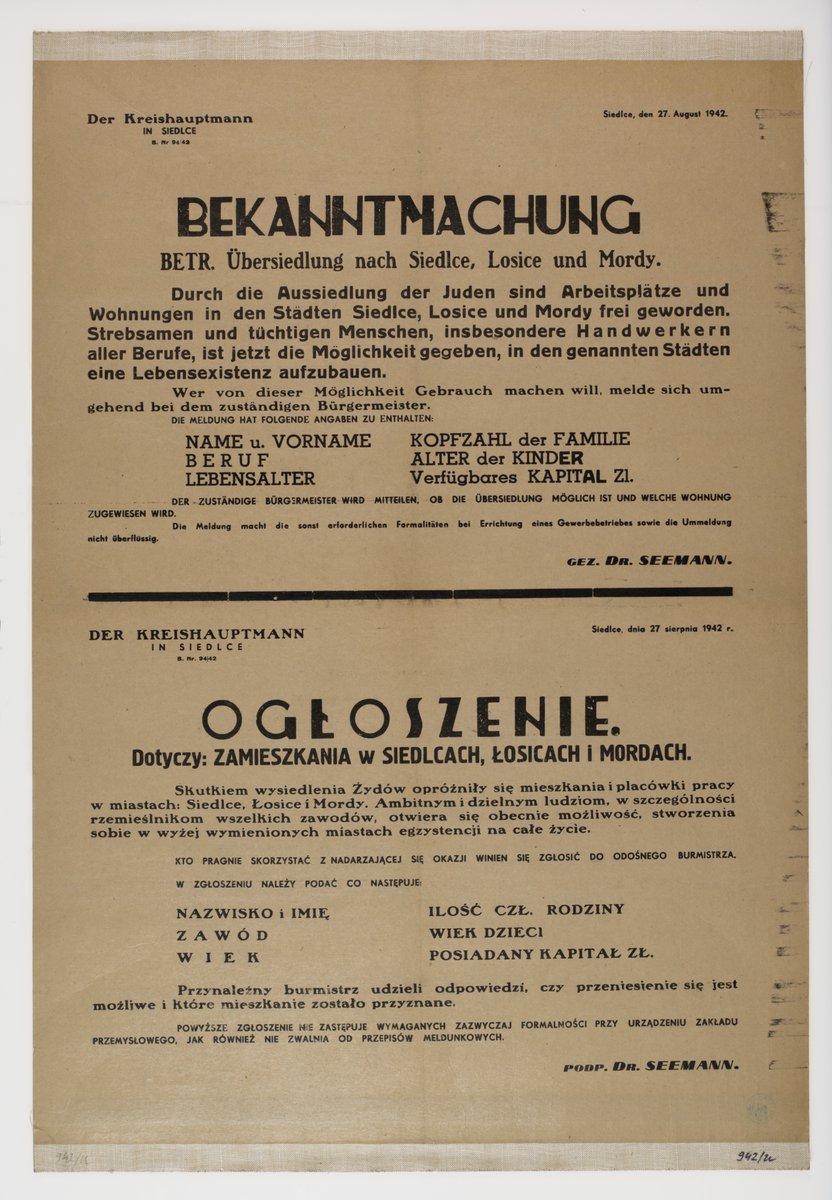 Der Kreishauptmann
IN SIEDLCE
B. Nr 94/42
Siedlce, den 27. August 1942.
BEKANNTMACHUNG
BETR. Übersiedlung nach Siedlce, Losice und Mordy.
Durch die Aussiedlung der Juden sind Arbeitsplätze und
Wohnungen in den Städten Siedlce, Losice und Mordy frei geworden.
Strebsamen und tüchtigen Menschen, insbesondere Handwerkern
aller Berufe, ist jetzt die Möglichkeit gegeben, in den genannten Städten
eine Lebensexistenz aufzubauen.
Wer von dieser Möglichkeit Gebrauch machen will, melde sich um-
gehend bei dem zuständigen Bürgermeister.
DIE MELDUNG HAT FOLGENDE ANGABEN ZU ENTHALTEN:
NAME u. VORNAME KOPFZAHL der FAMILIE
BERUF ALTER der KINDER
LEBENSALTER Verfügbares KAPITAL Zl.
DER ZUSTÄNDIGE BÜRGERMEISTER WIRD MITTEILEN, OB DIE ÜBERSIEDLUNG MÖGLICH IST UND WELCHE WOHNUNG
ZUGEWIESEN WIRD.
Die Meldung macht die sonst erforderlichen Formalitäten bei Errichtung eines Gewerbebetriebes sowie die Ummeldung
nicht überflüssig.
GEZ. DR. SEEMANN.
DER KREISHAUPTMANN
IN SIEDLCE
B. Nr. 94/42
Siedlce, dnia 27 sierpnia 1942 r.
OGŁOSZENIE.
Dotyczy: ZAMIESZKANIA w SIEDLCACH, ŁOSICACH i MORDACH.
Skutkiem wysiedlenia Żydów opróżniły się mieszkania i placówki pracy
w miastach: Siedlce, Łosice i Mordy. Ambitnym i dzielnym ludziom, w szczególności
rzemieślnikom wszelkich zawodów, otwiera się obecnie możliwość, stworzenia
sobie w wyżej wymienionych miastach egzystencji na całe życie.
KTO PRAGNIE SKORZYSTAĆ Z NADARZAJĄCEJ SIĘ OKAZJI WINIEN SIĘ ZGŁOSIĆ DO ODOŚNEGO BURMISTRZA.
W ZGŁOSZENIU NALEŻY PODAĆ CO NASTĘPUJE:
NAZWISKO i IMIĘ ILOŚĆ CZŁ. RODZINY
ZAWÓD WIEK DZIECI
WIEK POSIADANY KAPITAŁ ZŁ.
Przynależny burmistrz udzieli odpowiedzi, czy przeniesienie się jest
możliwe i które mieszkanie zostało przyznane.
POWYŻSZE ZGŁOSZENIE NIE ZASTĘPUJE WYMAGANYCH ZAZWYCZAJ FORMALNOŚCI PRZY URZĄDZENIU ZAKŁADU
PRZEMYSŁOWEGO, JAK RÓWNIEŻ NIE ZWALNIA OD PRZEPISÓW MELDUNKOWYCH.
PODP. DR. SEEMANN.